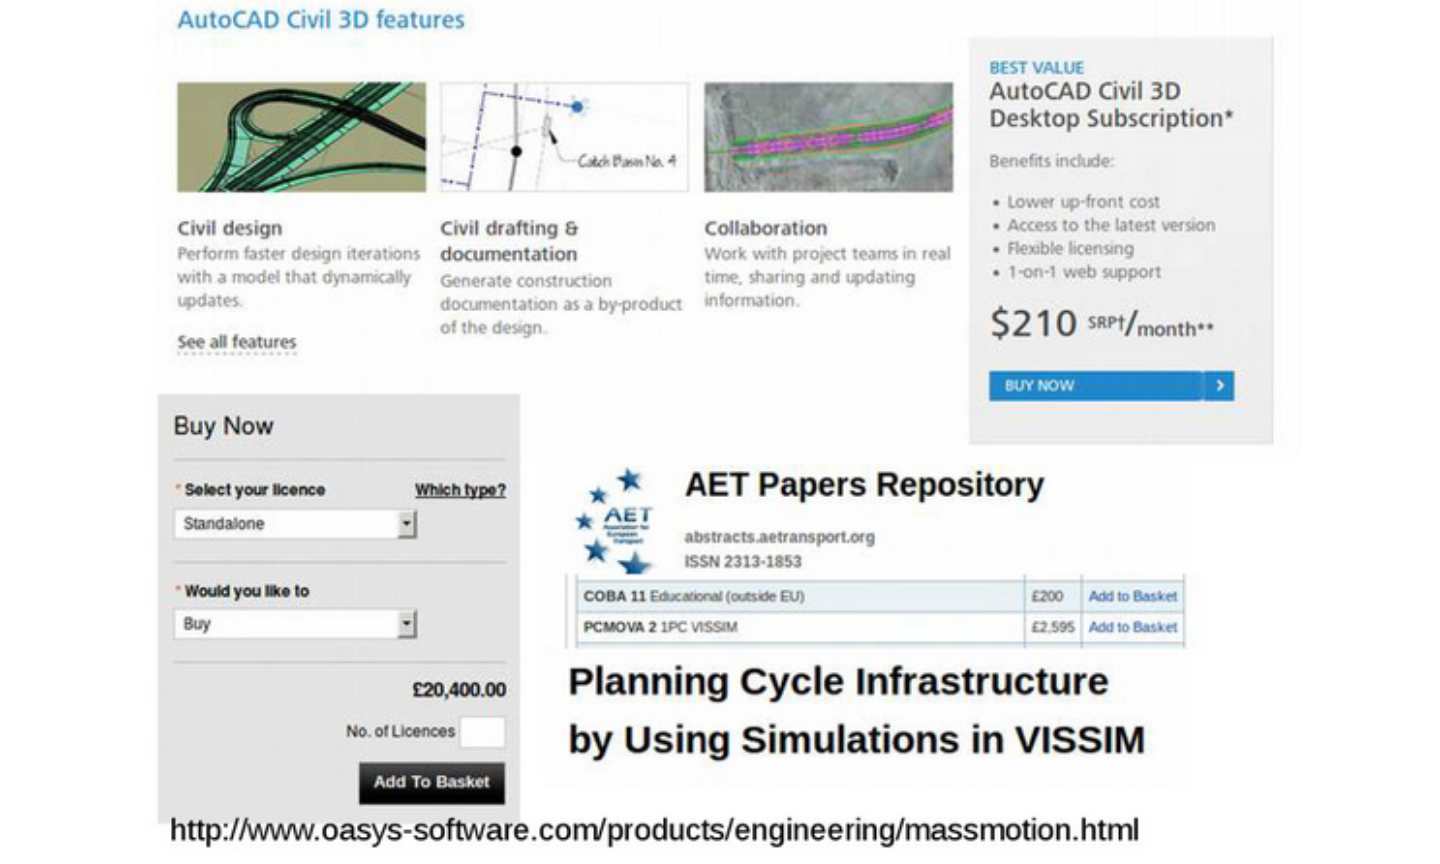 AutoCAD Civil 3D features
Catch Basin No. 4
Civil design
Perform faster design iterations
with a model that dynamically
updates.
See all features
Civil drafting &
documentation
Generate construction
documentation as a by-product
of the design.
Collaboration
Work with project teams in real
time, sharing and updating
information.
BEST VALUE
AutoCAD Civil 3D
Desktop Subscription*
Benefits include:
• Lower up-front cost
• Access to the latest version
• Flexible licensing
• 1-on-1 web support
$210 SRP†/month**
BUY NOW
Buy Now
* Select your licence Which type?
Standalone
* Would you like to
Buy
£20,400.00
No. of Licences
Add To Basket
AET
Association for
European
Transport
AET Papers Repository
abstracts.aetransport.org
ISSN 2313-1853
COBA 11 Educational (outside EU) £200 Add to Basket
PCMOVA 2 1PC VISSIM £2,595 Add to Basket
Planning Cycle Infrastructure
by Using Simulations in VISSIM
http://www.oasys-software.com/products/engineering/massmotion.html